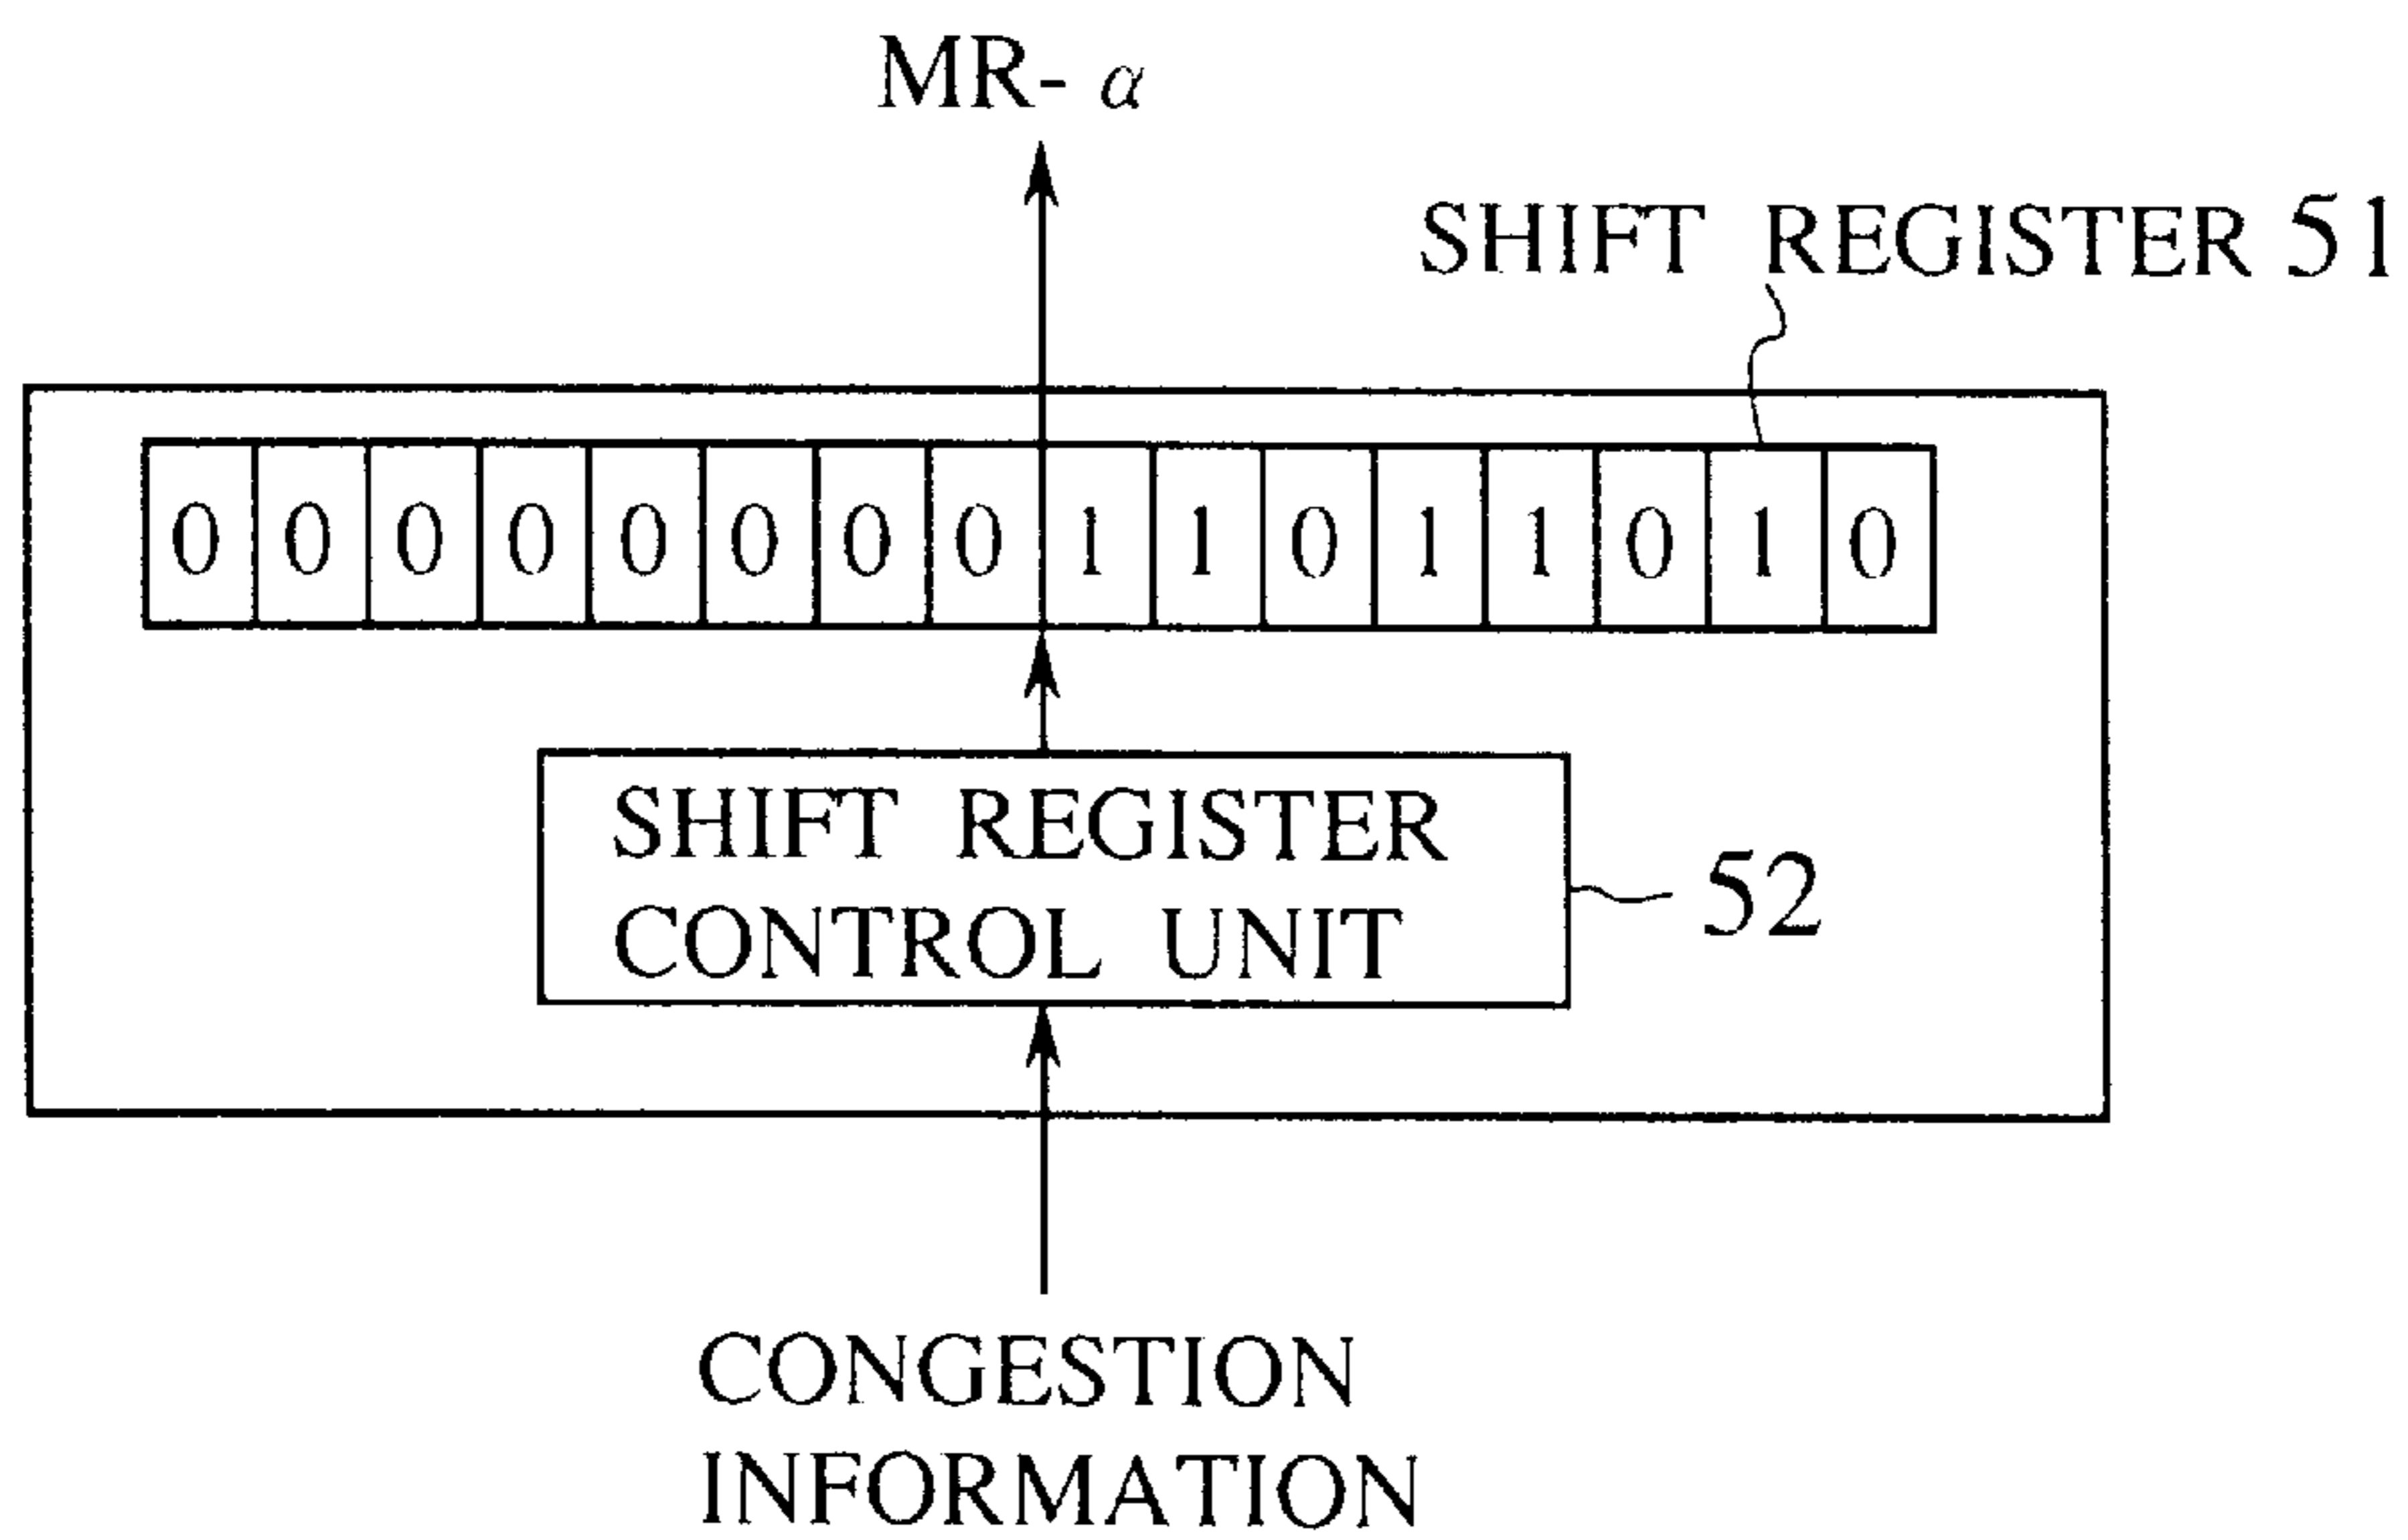 MR- α
SHIFT REGISTER 51
0 0 0 0 0 0 0 0 1 1 0 1 1 0 1 0
SHIFT REGISTER
CONTROL UNIT
52
CONGESTION
INFORMATION